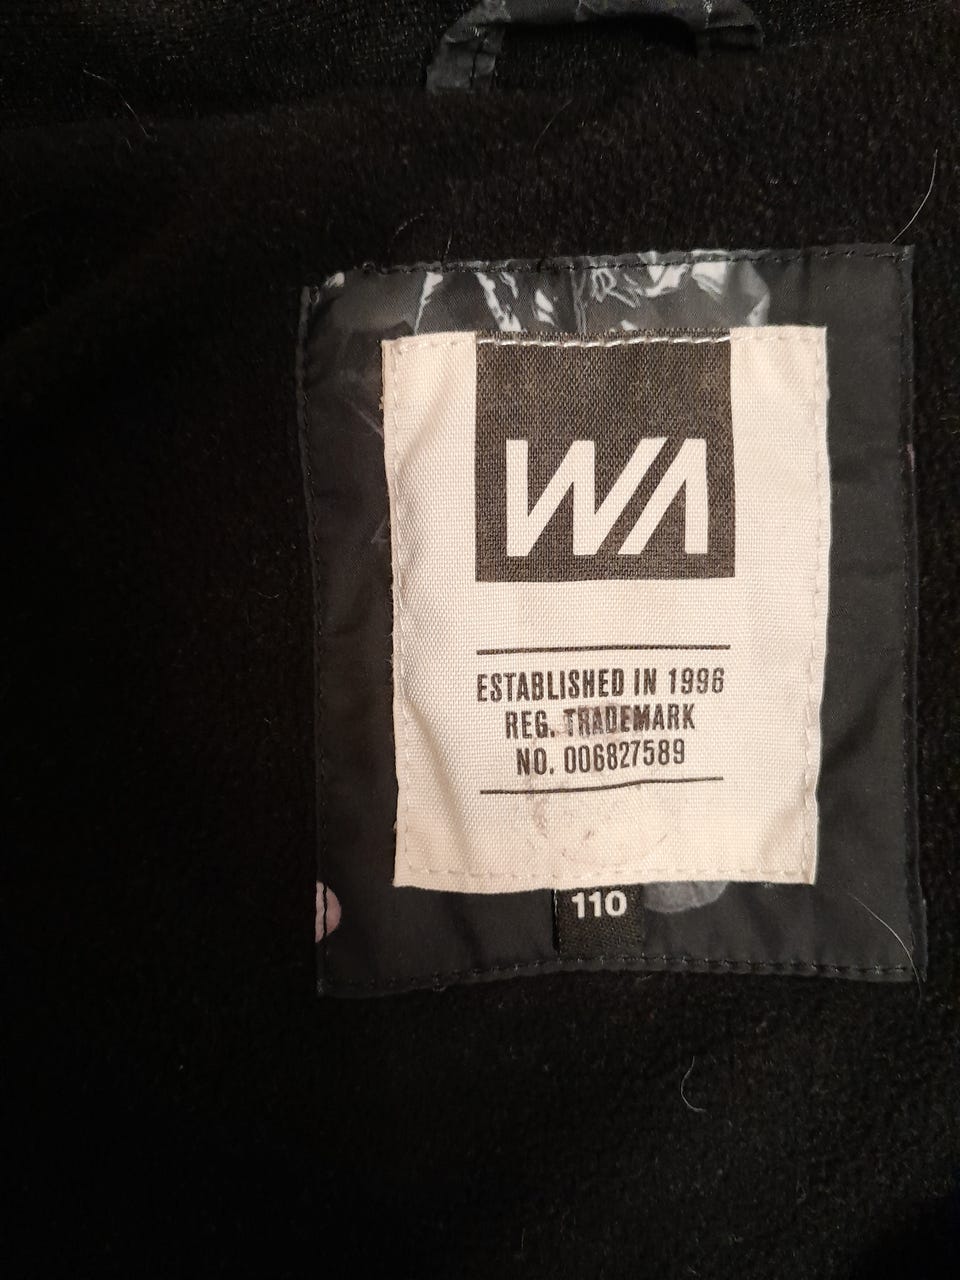 WA
ESTABLISHED IN 1996
REG. TRADEMARK
NO. 006827589
110